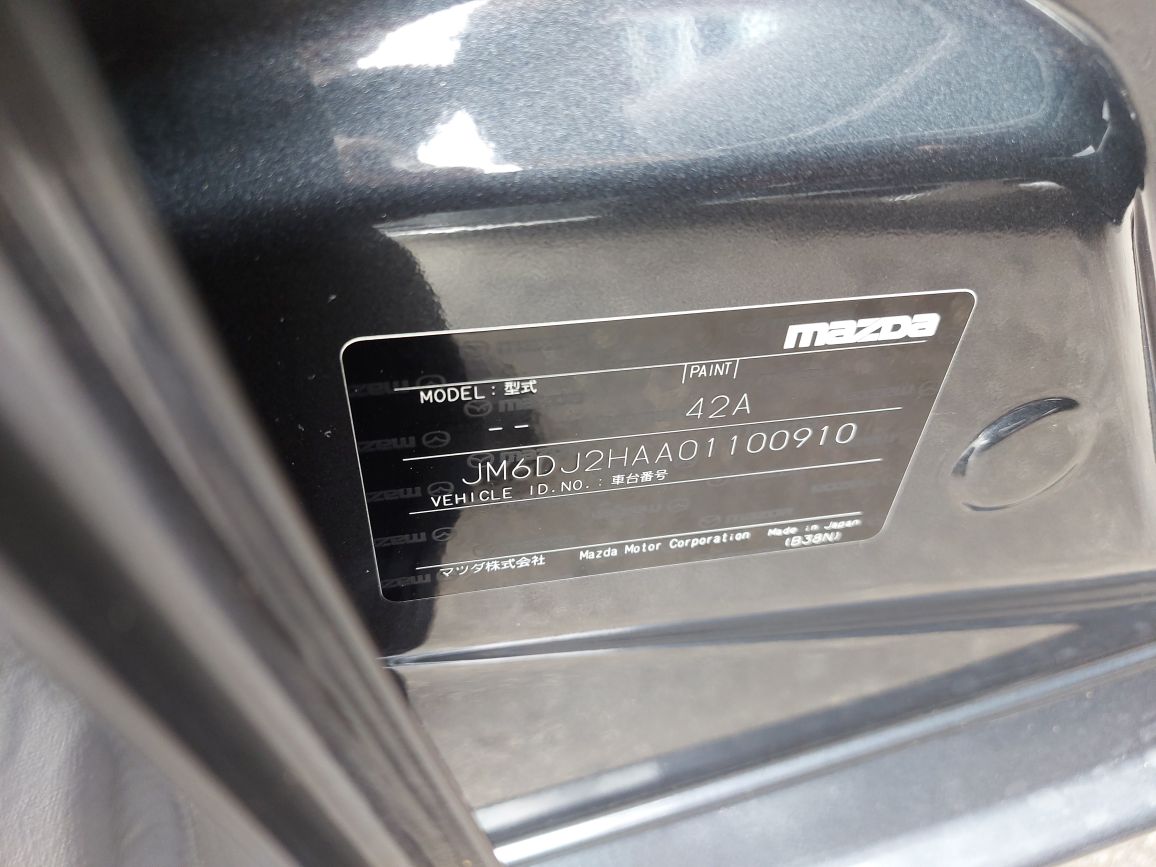 mazda
MODEL : 型式 PAINT
-- 42A
JM6DJ2HAA01100910
VEHICLE ID.NO. : 車台番号
マツダ株式会社 Mazda Motor Corporation Made in Japan
(B38N)